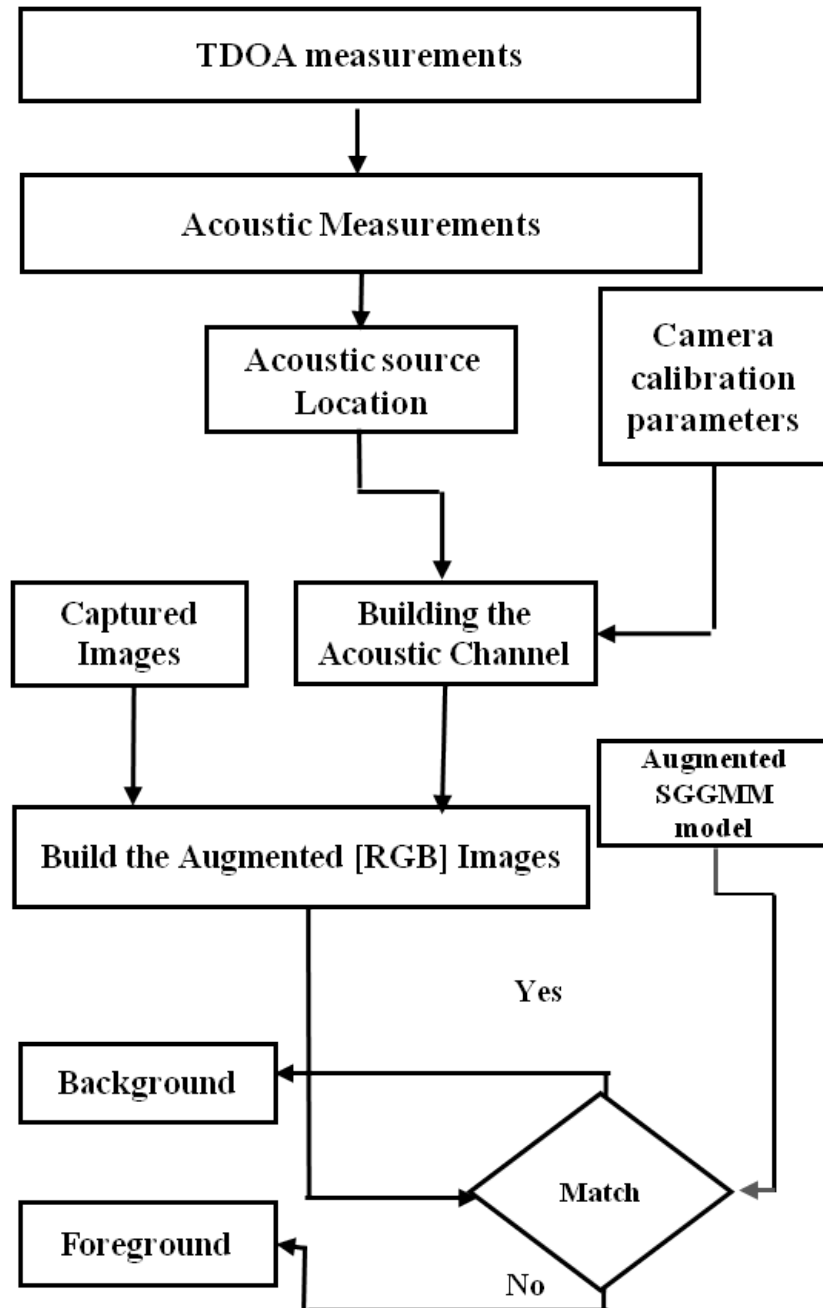 TDOA measurements
Acoustic Measurements
Acoustic source
Location
Camera
calibration
parameters
Captured
Images
Building the
Acoustic Channel
Augmented
SGGMM
model
Build the Augmented [RGB] Images
Yes
Background
Match
Foreground
No